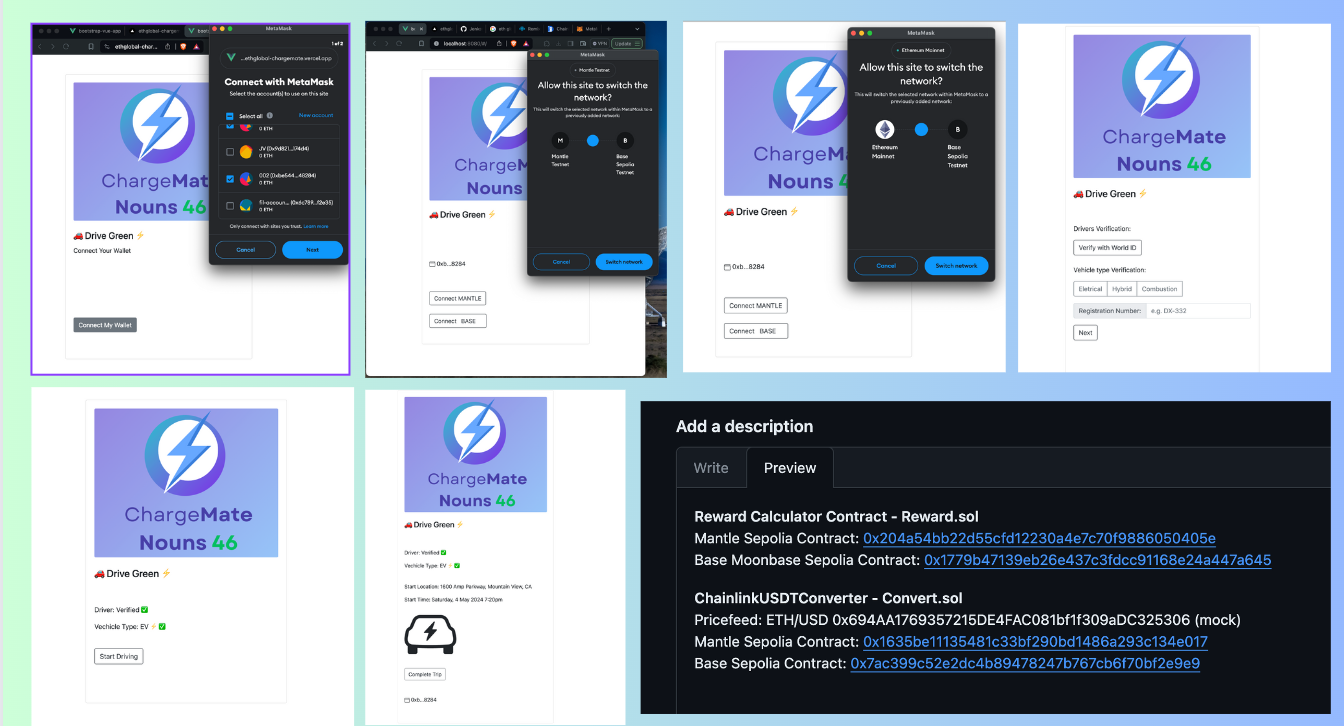 bootstrap-vue-app
ethglobal-charge
boots
ethglobal-char...
MetaMask
1 of 2
...ethglobal-chargemate.vercel.app
Connect with MetaMask
Select the account(s) to use on this site
Select all
New account
0 ETH
JV (0x9d821...174d4)
0 ETH
002 (0xbe544...48284)
0 ETH
fil-accoun... (0x6c789...f2e35)
0 ETH
Only connect with sites you trust. Learn more
Cancel
Next
ChargeMat
Nouns 46
🚗 Drive Green ⚡
Connect Your Wallet
Connect My Wallet
localhost:8080/#/
VPN
Update
MetaMask
Mantle Testnet
Allow this site to switch the
network?
This will switch the selected network within MetaMask to a
previously added network:
M
B
Mantle
Testnet
Base
Sepolia
Testnet
Cancel
Switch network
Charge
Nouns
🚗 Drive Green ⚡
0xb...8284
Connect MANTLE
Connect BASE
MetaMask
Ethereum Mainnet
Allow this site to switch the
network?
This will switch the selected network within MetaMask to a
previously added network:
B
Ethereum
Mainnet
Base
Sepolia
Testnet
Cancel
Switch network
ChargeM
Nouns 4
🚗 Drive Green ⚡
0xb...8284
Connect MANTLE
Connect BASE
ChargeMate
Nouns 46
🚗 Drive Green ⚡
Drivers Verification:
Verify with World ID
Vehicle type Verification:
Eletrical Hybrid Combustion
Registration Number: e.g. DX-332
Next
ChargeMate
Nouns 46
🚗 Drive Green ⚡
Driver: Verified ✅
Vechicle Type: EV ⚡ ✅
Start Driving
ChargeMate
Nouns 46
🚗 Drive Green ⚡
Driver: Verified ✅
Vechicle Type: EV ⚡ ✅
Start Location: 1600 Amp Parkway, Mountain View, CA
Start Time: Saturday, 4 May 2024 7:20pm
Complete Trip
0xb...8284
Add a description
Write
Preview
Reward Calculator Contract - Reward.sol
Mantle Sepolia Contract: 0x204a54bb22d55cfd12230a4e7c70f9886050405e
Base Moonbase Sepolia Contract: 0x1779b47139eb26e437c3fdcc91168e24a447a645
ChainlinkUSDTConverter - Convert.sol
Pricefeed: ETH/USD 0x694AA1769357215DE4FAC081bf1f309aDC325306 (mock)
Mantle Sepolia Contract: 0x1635be11135481c33bf290bd1486a293c134e017
Base Sepolia Contract: 0x7ac399c52e2dc4b89478247b767cb6f70bf2e9e9